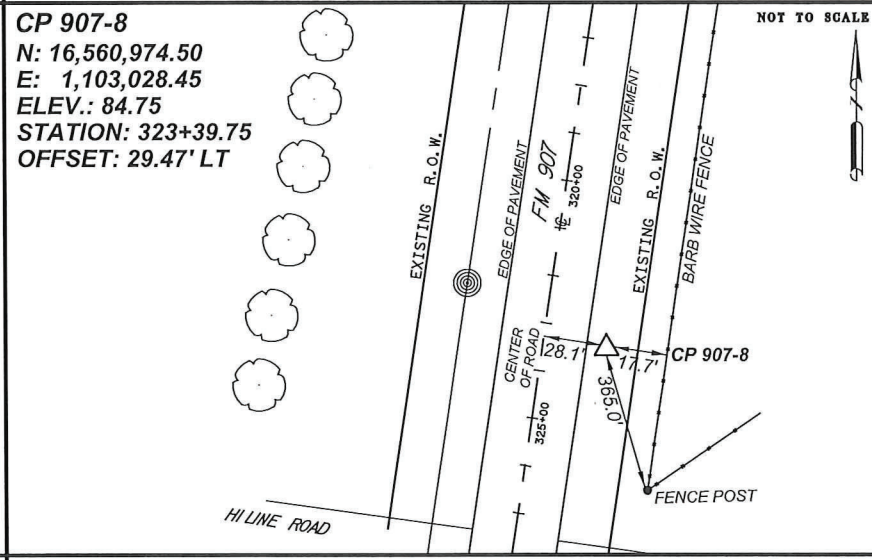 CP 907-8
N: 16,560,974.50
E: 1,103,028.45
ELEV.: 84.75
STATION: 323+39.75
OFFSET: 29.47' LT
NOT TO SCALE
EXISTING R.O.W.
EDGE OF PAVEMENT
FM 907
℄
320+00
EDGE OF PAVEMENT
EXISTING R.O.W.
BARB WIRE FENCE
CENTER
OF ROAD
28.1'
17.7'
CP 907-8
365.0'
325+00
FENCE POST
HI LINE ROAD